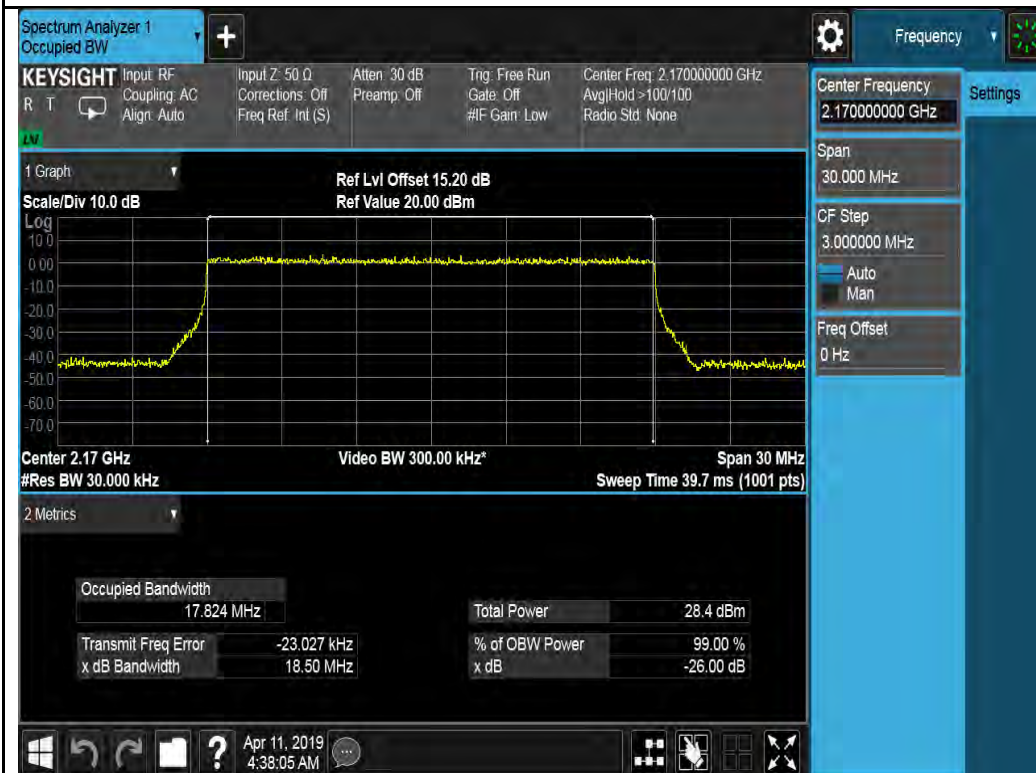 Spectrum Analyzer 1
Occupied BW
+
Frequency
KEYSIGHT
R T
Input: RF
Coupling: AC
Align: Auto
Input Z: 50 Ω
Corrections: Off
Freq Ref: Int (S)
Atten: 30 dB
Preamp: Off
Trig: Free Run
Gate: Off
#IF Gain: Low
Center Freq: 2.170000000 GHz
Avg|Hold >100/100
Radio Std: None
Center Frequency
2.170000000 GHz
Settings
Span
30.000 MHz
CF Step
3.000000 MHz
Auto
Man
Freq Offset
0 Hz
1 Graph
Scale/Div 10.0 dB
Ref Lvl Offset 15.20 dB
Ref Value 20.00 dBm
Log
10.0
0.00
-10.0
-20.0
-30.0
-40.0
-50.0
-60.0
-70.0
Center 2.17 GHz
Video BW 300.00 kHz*
Span 30 MHz
#Res BW 30.000 kHz
Sweep Time 39.7 ms (1001 pts)
2 Metrics
Occupied Bandwidth
17.824 MHz
Total Power
28.4 dBm
Transmit Freq Error
-23.027 kHz
% of OBW Power
99.00 %
x dB Bandwidth
18.50 MHz
x dB
-26.00 dB
?
Apr 11, 2019
4:38:05 AM